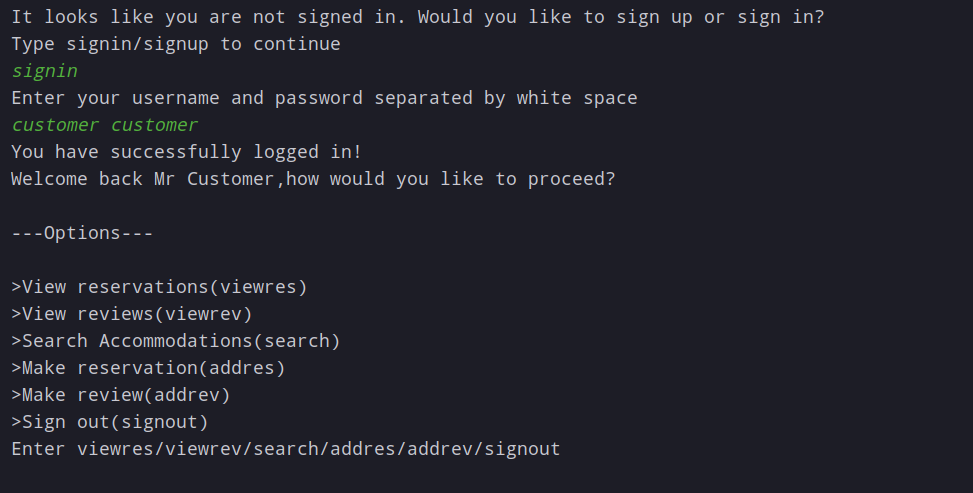 It looks like you are not signed in. Would you like to sign up or sign in?
Type signin/signup to continue
signin
Enter your username and password separated by white space
customer customer
You have successfully logged in!
Welcome back Mr Customer,how would you like to proceed?
---Options---
>View reservations(viewres)
>View reviews(viewrev)
>Search Accommodations(search)
>Make reservation(addres)
>Make review(addrev)
>Sign out(signout)
Enter viewres/viewrev/search/addres/addrev/signout